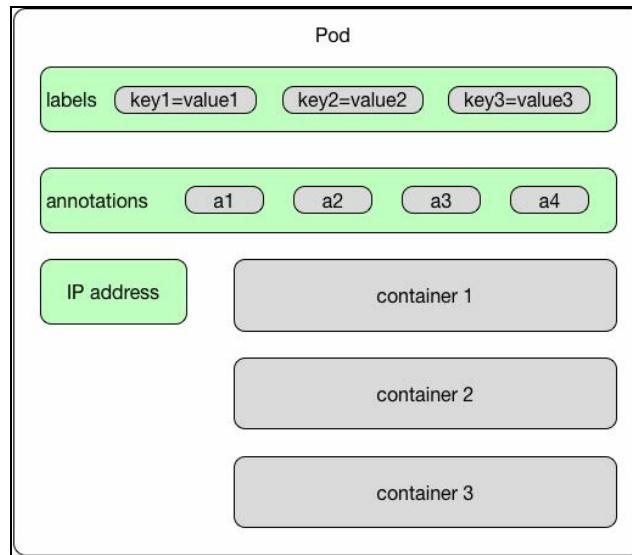 Pod
labels key1=value1 key2=value2 key3=value3
annotations a1 a2 a3 a4
IP address
container 1
container 2
container 3